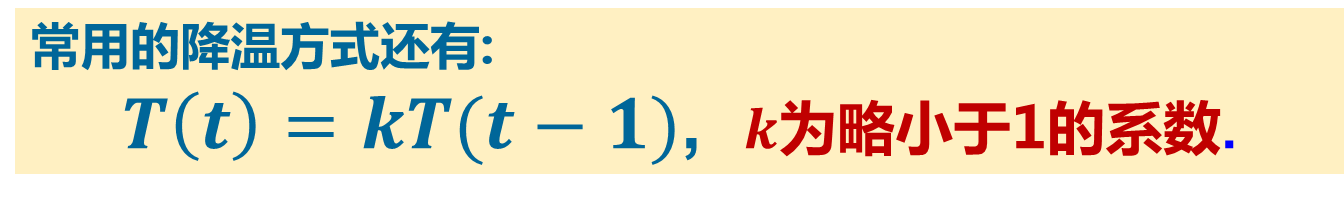 常用的降温方式还有:
T(t) = kT(t − 1), k为略小于1的系数.